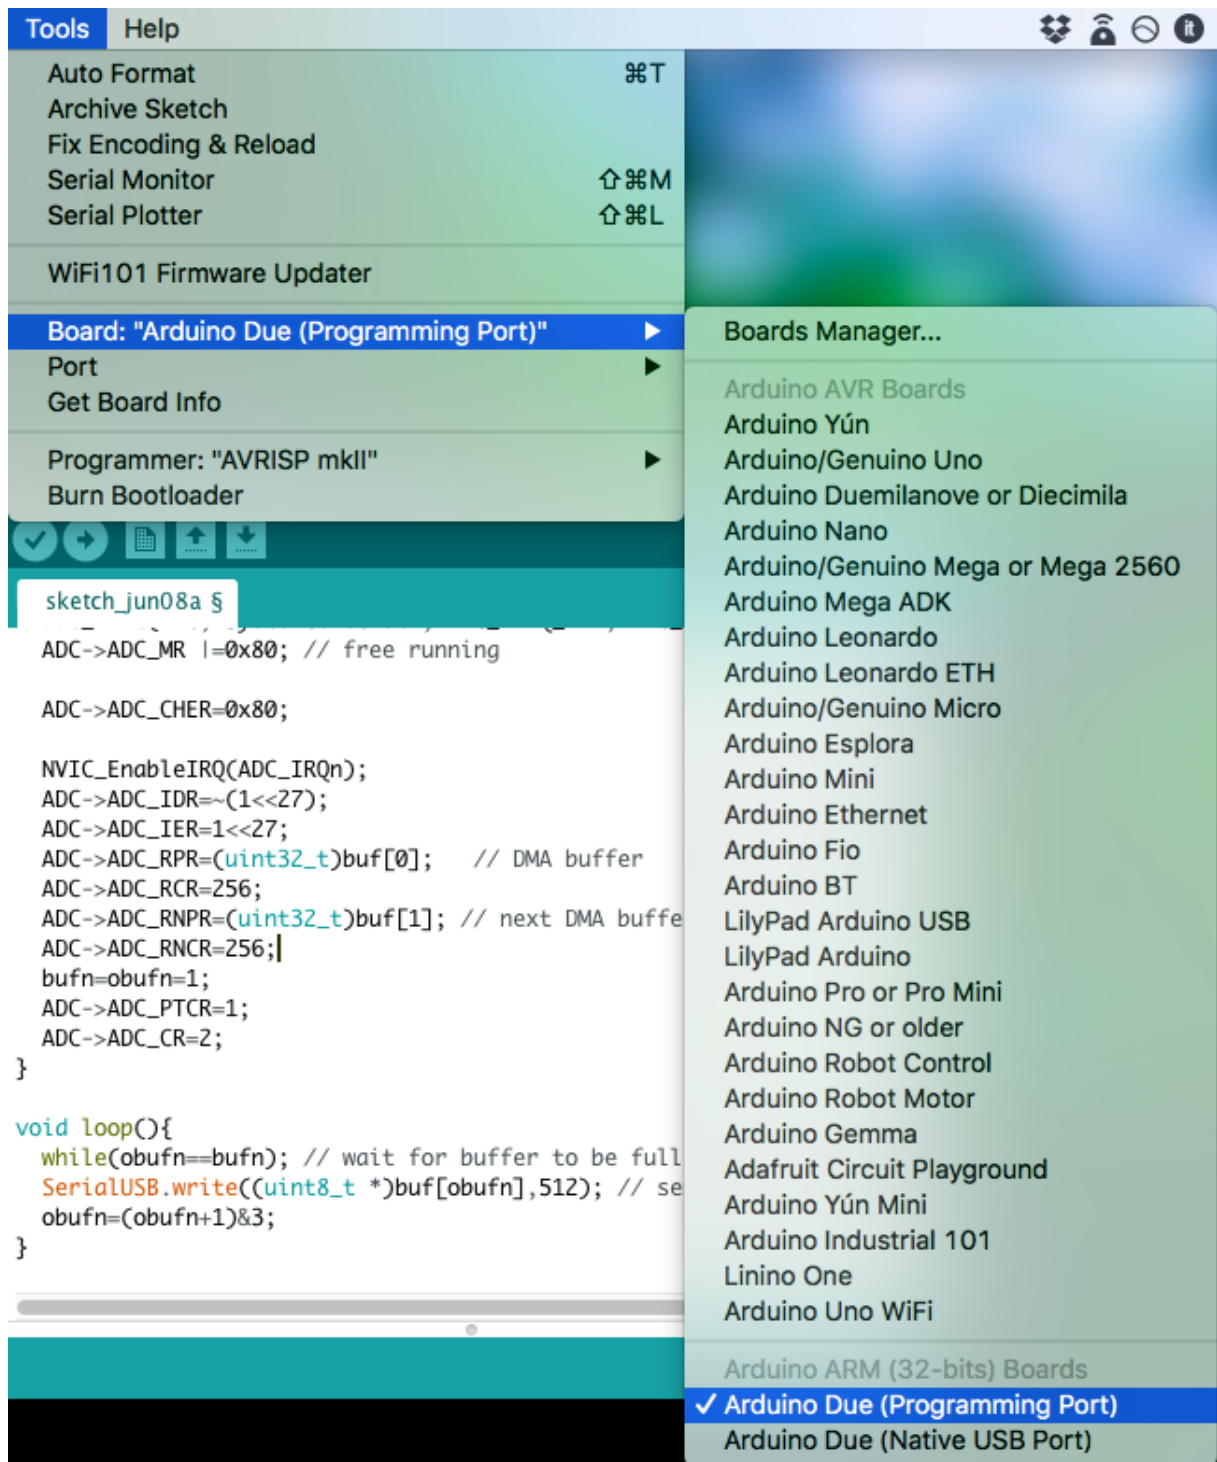 Tools Help
Auto Format ⌘T
Archive Sketch
Fix Encoding & Reload
Serial Monitor ⇧⌘M
Serial Plotter ⇧⌘L
WiFi101 Firmware Updater
Board: "Arduino Due (Programming Port)"
Port
Get Board Info
Programmer: "AVRISP mkII"
Burn Bootloader
Boards Manager...
Arduino AVR Boards
Arduino Yún
Arduino/Genuino Uno
Arduino Duemilanove or Diecimila
Arduino Nano
Arduino/Genuino Mega or Mega 2560
Arduino Mega ADK
Arduino Leonardo
Arduino Leonardo ETH
Arduino/Genuino Micro
Arduino Esplora
Arduino Mini
Arduino Ethernet
Arduino Fio
Arduino BT
LilyPad Arduino USB
LilyPad Arduino
Arduino Pro or Pro Mini
Arduino NG or older
Arduino Robot Control
Arduino Robot Motor
Arduino Gemma
Adafruit Circuit Playground
Arduino Yún Mini
Arduino Industrial 101
Linino One
Arduino Uno WiFi
Arduino ARM (32-bits) Boards
✓ Arduino Due (Programming Port)
Arduino Due (Native USB Port)
sketch_jun08a §
ADC->ADC_MR |=0x80; // free running
ADC->ADC_CHER=0x80;
NVIC_EnableIRQ(ADC_IRQn);
ADC->ADC_IDR=~(1<<27);
ADC->ADC_IER=1<<27;
ADC->ADC_RPR=(uint32_t)buf[0]; // DMA buffer
ADC->ADC_RCR=256;
ADC->ADC_RNPR=(uint32_t)buf[1]; // next DMA buffe
ADC->ADC_RNCR=256;
bufn=obufn=1;
ADC->ADC_PTCR=1;
ADC->ADC_CR=2;
}
void loop(){
while(obufn==bufn); // wait for buffer to be full
SerialUSB.write((uint8_t *)buf[obufn],512); // se
obufn=(obufn+1)&3;
}